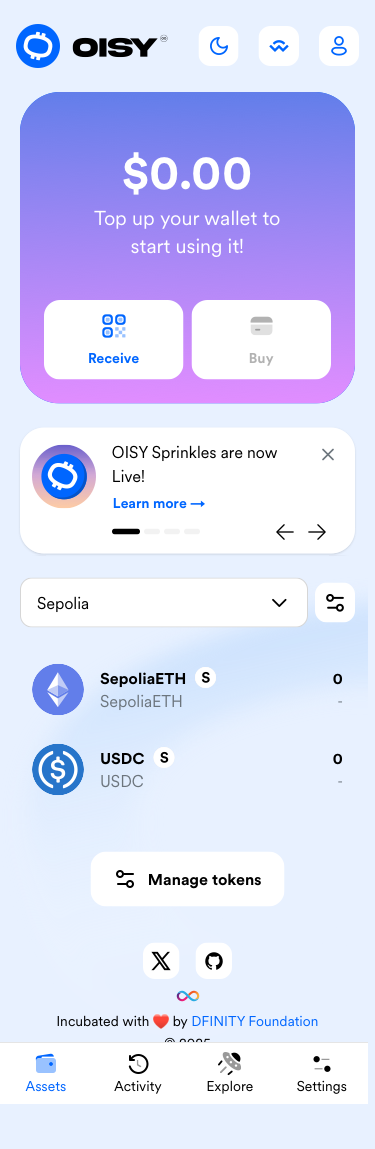 OISY
$0.00
Top up your wallet to
start using it!
Receive
Buy
OISY Sprinkles are now
Live!
Learn more →
Sepolia
SepoliaETH S 0
SepoliaETH -
USDC S 0
USDC -
Manage tokens
Incubated with ❤️ by DFINITY Foundation
© 2025
Assets
Activity
Explore
Settings